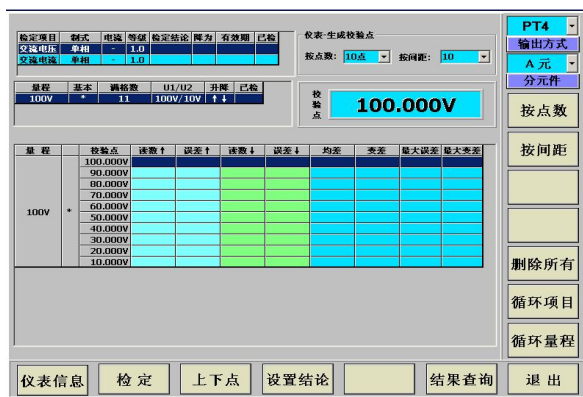 检定项目 制式 电流 等级 检定结论 降为 有效期 已检
交流电压 单相 - 1.0
交流电流 单相 - 1.0
仪表-生成校验点
按点数: 10点 按间距: 10
量程 基本 满格数 U1/U2 升降 已检
100V * 11 100V/10V ↑↓
校验点 100.000V
量 程 校验点 读数↑ 误差↑ 读数↓ 误差↓ 均差 变差 最大误差 最大变差
100.000V
90.000V
80.000V
70.000V
60.000V
100V *
50.000V
40.000V
30.000V
20.000V
10.000V
PT4
输出方式
A 元
分元件
按点数
按间距
删除所有
循环项目
循环量程
仪表信息 检 定 上下点 设置结论 结果查询 退 出